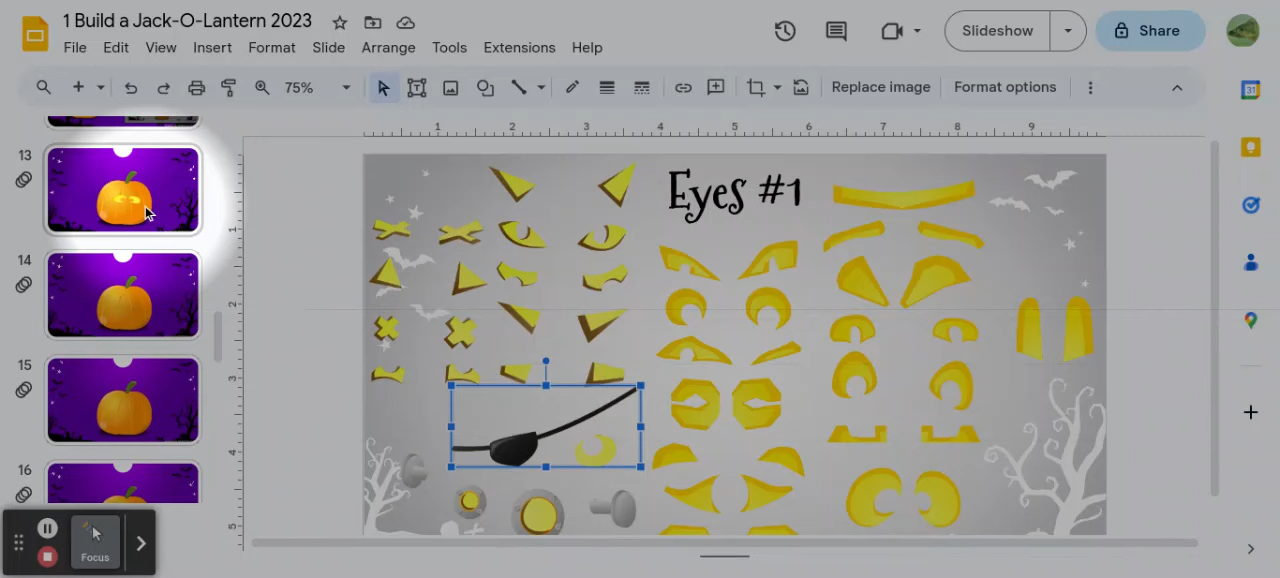 1 Build a Jack-O-Lantern 2023
File Edit View Insert Format Slide Arrange Tools Extensions Help
Slideshow
Share
75%
Replace image
Format options
1 2 3 4 5 6 7 8 9
1
2
3
4
5
13
14
15
16
Eyes #1
Focus
31